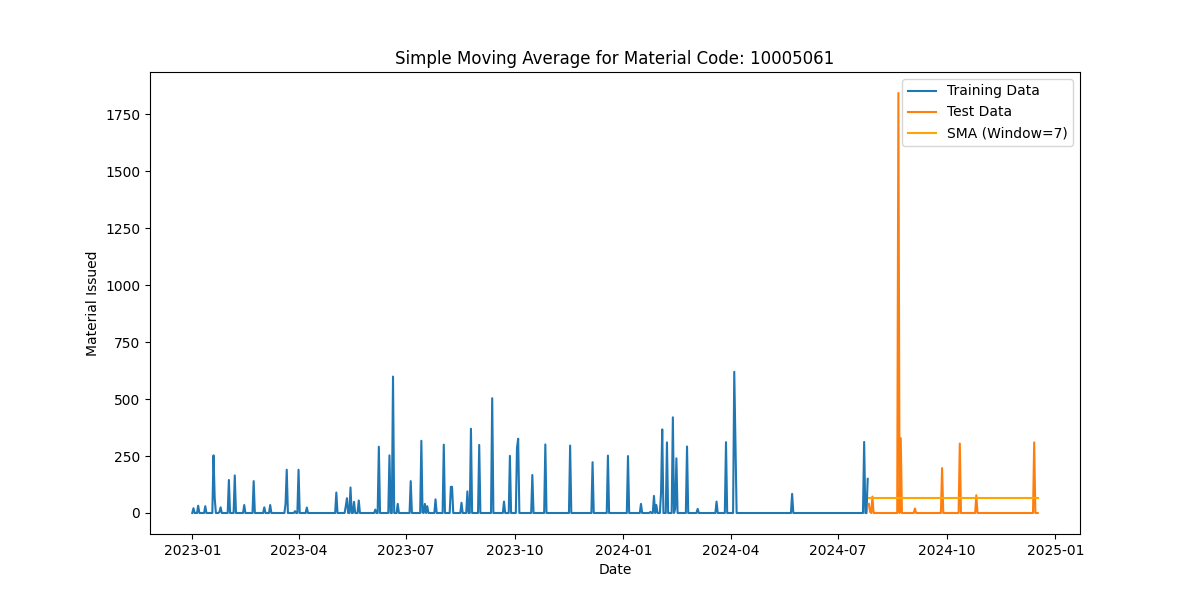 Simple Moving Average for Material Code: 10005061
Training Data
Test Data
SMA (Window=7)
Material Issued
1750
1500
1250
1000
750
500
250
0
2023-01
2023-04
2023-07
2023-10
2024-01
2024-04
2024-07
2024-10
2025-01
Date